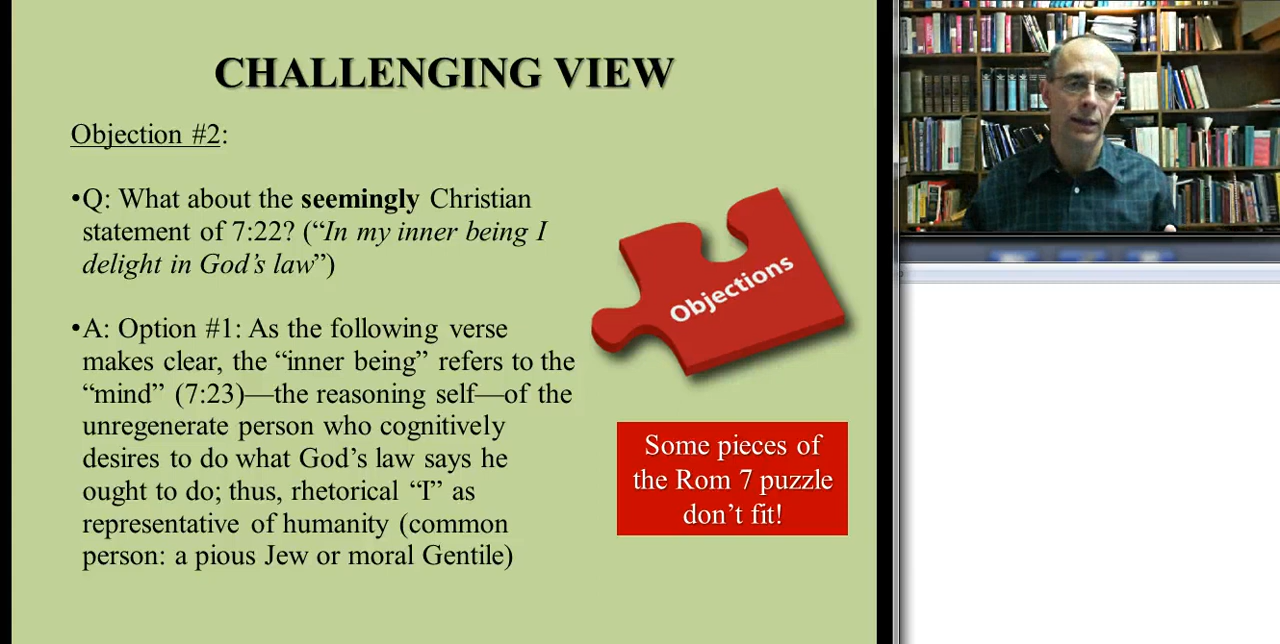 CHALLENGING VIEW
Objection #2:
•Q: What about the seemingly Christian
statement of 7:22? (“In my inner being I
delight in God’s law”)
•A: Option #1: As the following verse
makes clear, the “inner being” refers to the
“mind” (7:23)—the reasoning self—of the
unregenerate person who cognitively
desires to do what God’s law says he
ought to do; thus, rhetorical “I” as
representative of humanity (common
person: a pious Jew or moral Gentile)
Objections
Some pieces of
the Rom 7 puzzle
don’t fit!